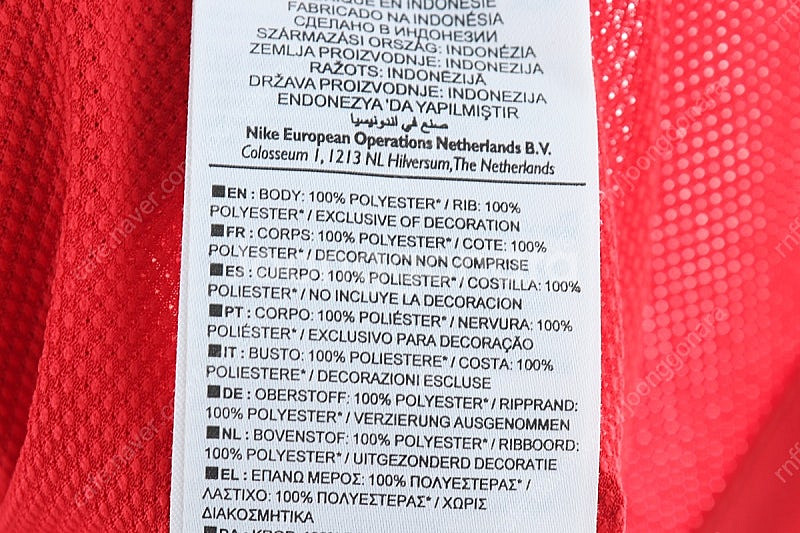 FABRICADO NA INDONÉSIA
СДЕЛАНО В ИНДОНЕЗИИ
SZÁRMAZÁSI ORSZÁG: INDONÉZIA
ZEMLJA PROIZVODNJE: INDONEZIJA
RAŽOTS: INDONĒZIJĀ
DRŽAVA PROIZVODNJE: INDONEZIJA
ENDONEZYA 'DA YAPILMIŞTIR
صنع في اندونيسيا
Nike European Operations Netherlands B.V.
Colosseum 1, 1213 NL Hilversum, The Netherlands
EN : BODY: 100% POLYESTER* / RIB: 100%
POLYESTER* / EXCLUSIVE OF DECORATION
FR : CORPS: 100% POLYESTER* / COTE: 100%
POLYESTER* / DECORATION NON COMPRISE
ES : CUERPO: 100% POLIESTER* / COSTILLA: 100%
POLIESTER* / NO INCLUYE LA DECORACION
PT : CORPO: 100% POLIÉSTER* / NERVURA: 100%
POLIÉSTER* / EXCLUSIVO PARA DECORAÇÃO
IT : BUSTO: 100% POLIESTERE* / COSTA: 100%
POLIESTERE* / DECORAZIONI ESCLUSE
DE : OBERSTOFF: 100% POLYESTER* / RIPPRAND:
100% POLYESTER* / VERZIERUNG AUSGENOMMEN
NL : BOVENSTOF: 100% POLYESTER* / RIBBOORD:
100% POLYESTER* / UITGEZONDERD DECORATIE
EL : ΕΠΑΝΩ ΜΕΡΟΣ: 100% ΠΟΛΥΕΣΤΕΡΑΣ* /
ΛΑΣΤΙΧΟ: 100% ΠΟΛΥΕΣΤΕΡΑΣ* / ΧΩΡΙΣ
ΔΙΑΚΟΣΜΗΤΙΚΑ